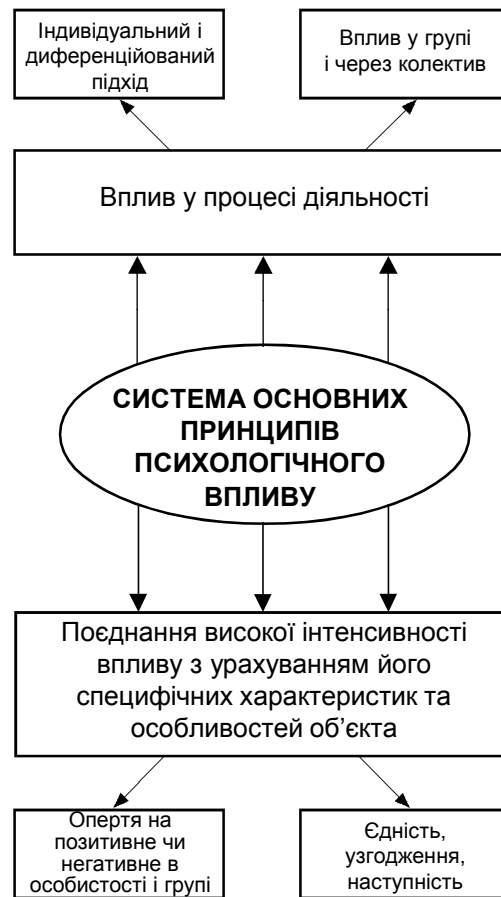 Індивідуальний і
диференційований
підхід
Вплив у групі
і через колектив
Вплив у процесі діяльності
СИСТЕМА ОСНОВНИХ
ПРИНЦИПІВ
ПСИХОЛОГІЧНОГО
ВПЛИВУ
Поєднання високої інтенсивності
впливу з урахуванням його
специфічних характеристик та
особливостей об’єкта
Опертя на
позитивне чи
негативне в
особистості і групі
Єдність,
узгодження,
наступність